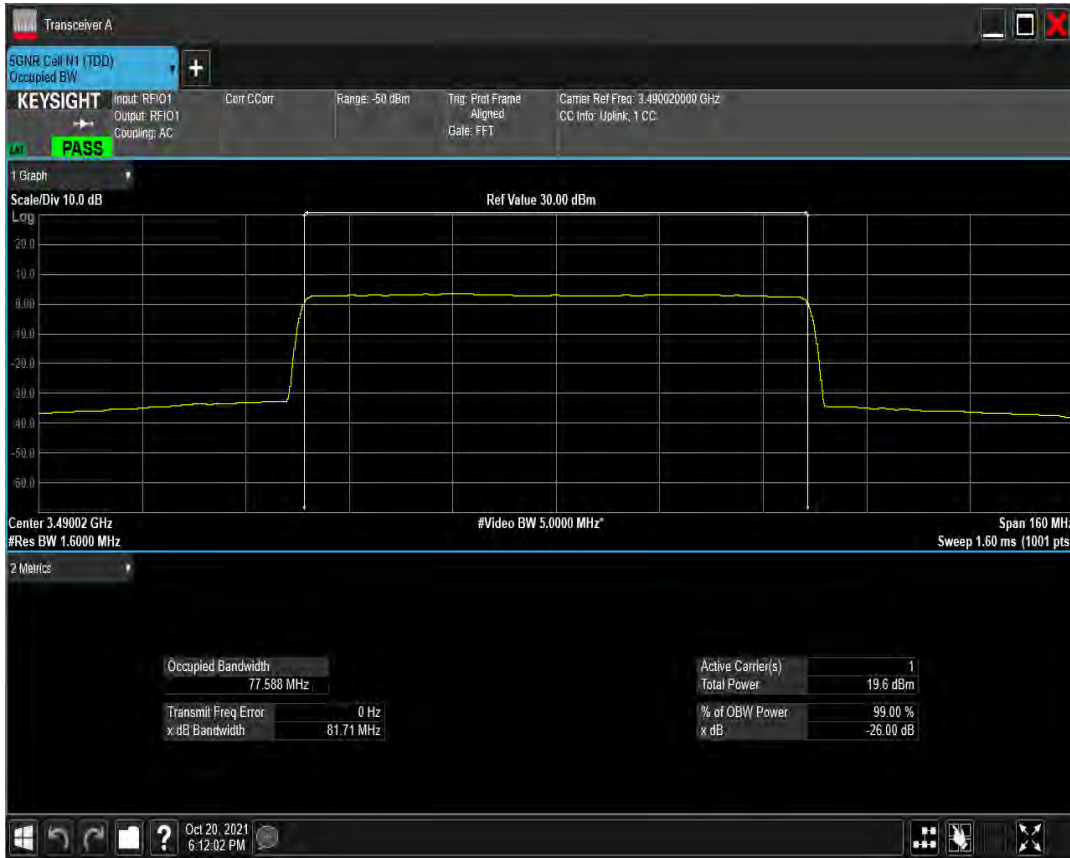 Transceiver A
5GNR Cell N1 (TDD)
Occupied BW
KEYSIGHT
Input: RFIO1
Output: RFIO1
Coupling: AC
Corr CCorr
Range: -50 dBm
Trig: Prot Frame
Aligned
Gate: FFT
Carrier Ref Freq: 3.490020000 GHz
CC Info: Uplink, 1 CC
PASS
1 Graph
Scale/Div 10.0 dB
Ref Value 30.00 dBm
Log
20.0
10.0
0.00
-10.0
-20.0
-30.0
-40.0
-50.0
-60.0
Center 3.49002 GHz
#Video BW 5.0000 MHz*
Span 160 MHz
#Res BW 1.6000 MHz
Sweep 1.60 ms (1001 pts
2 Metrics
Occupied Bandwidth
77.588 MHz
Transmit Freq Error 0 Hz
x dB Bandwidth 81.71 MHz
Active Carrier(s) 1
Total Power 19.6 dBm
% of OBW Power 99.00 %
x dB -26.00 dB
Oct 20, 2021
6:12:02 PM